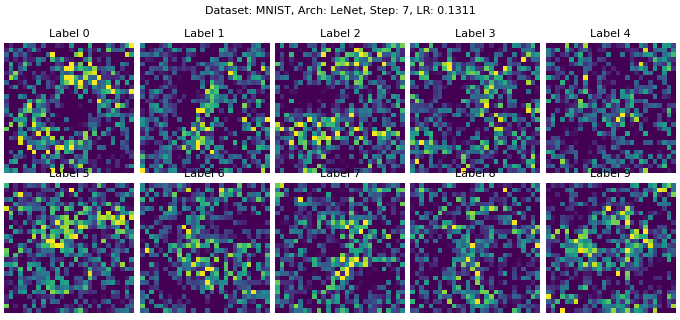 Dataset: MNIST, Arch: LeNet, Step: 7, LR: 0.1311
Label 0
Label 1
Label 2
Label 3
Label 4
Label 5
Label 6
Label 7
Label 8
Label 9